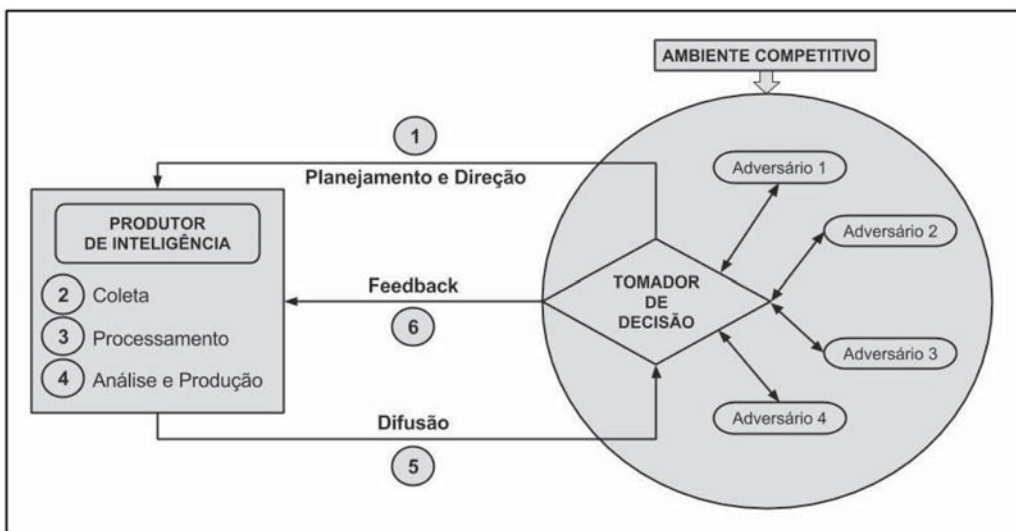 AMBIENTE COMPETITIVO
1
Planejamento e Direção
Adversário 1
PRODUTOR
DE INTELIGÊNCIA
Adversário 2
2 Coleta
Feedback
TOMADOR
DE
DECISÃO
6
3 Processamento
Adversário 3
4 Análise e Produção
Difusão
Adversário 4
5